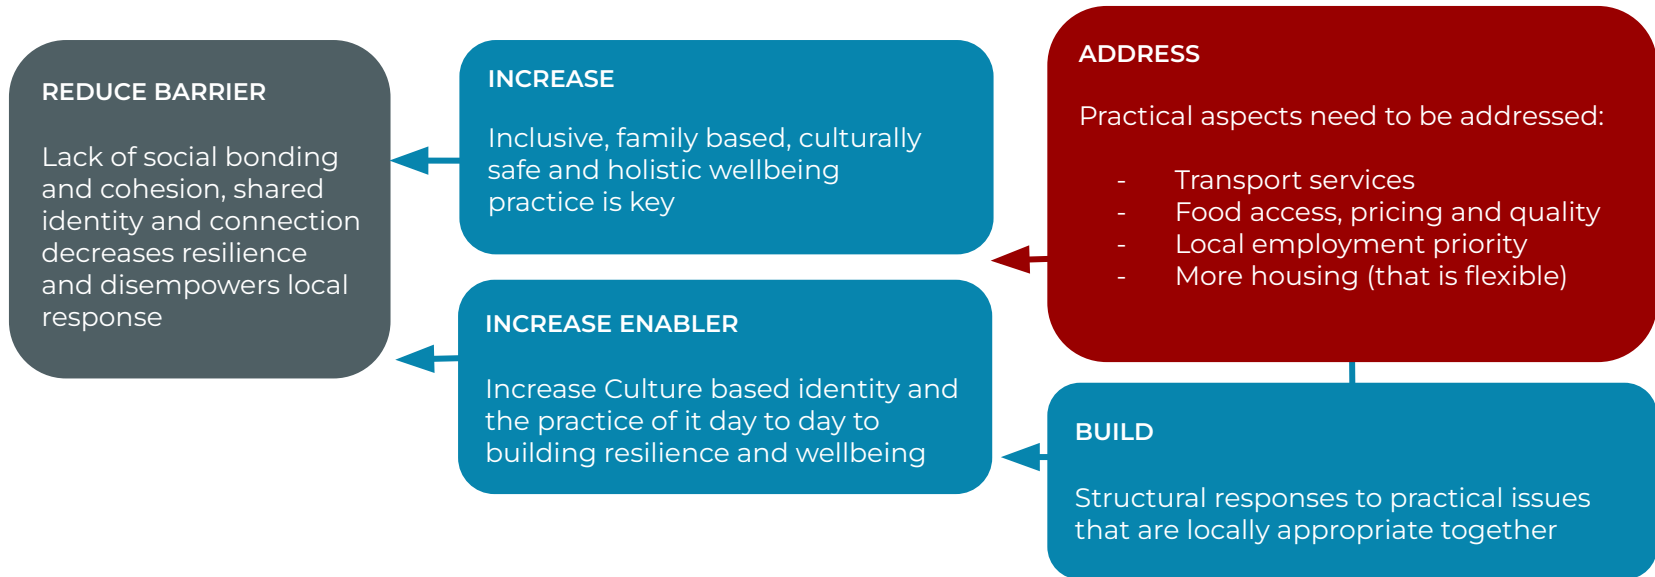 REDUCE BARRIER
Lack of social bonding
and cohesion, shared
identity and connection
decreases resilience
and disempowers local
response
INCREASE
Inclusive, family based, culturally
safe and holistic wellbeing
practice is key
INCREASE ENABLER
Increase Culture based identity and
the practice of it day to day to
building resilience and wellbeing
ADDRESS
Practical aspects need to be addressed:
- Transport services
- Food access, pricing and quality
- Local employment priority
- More housing (that is flexible)
BUILD
Structural responses to practical issues
that are locally appropriate together